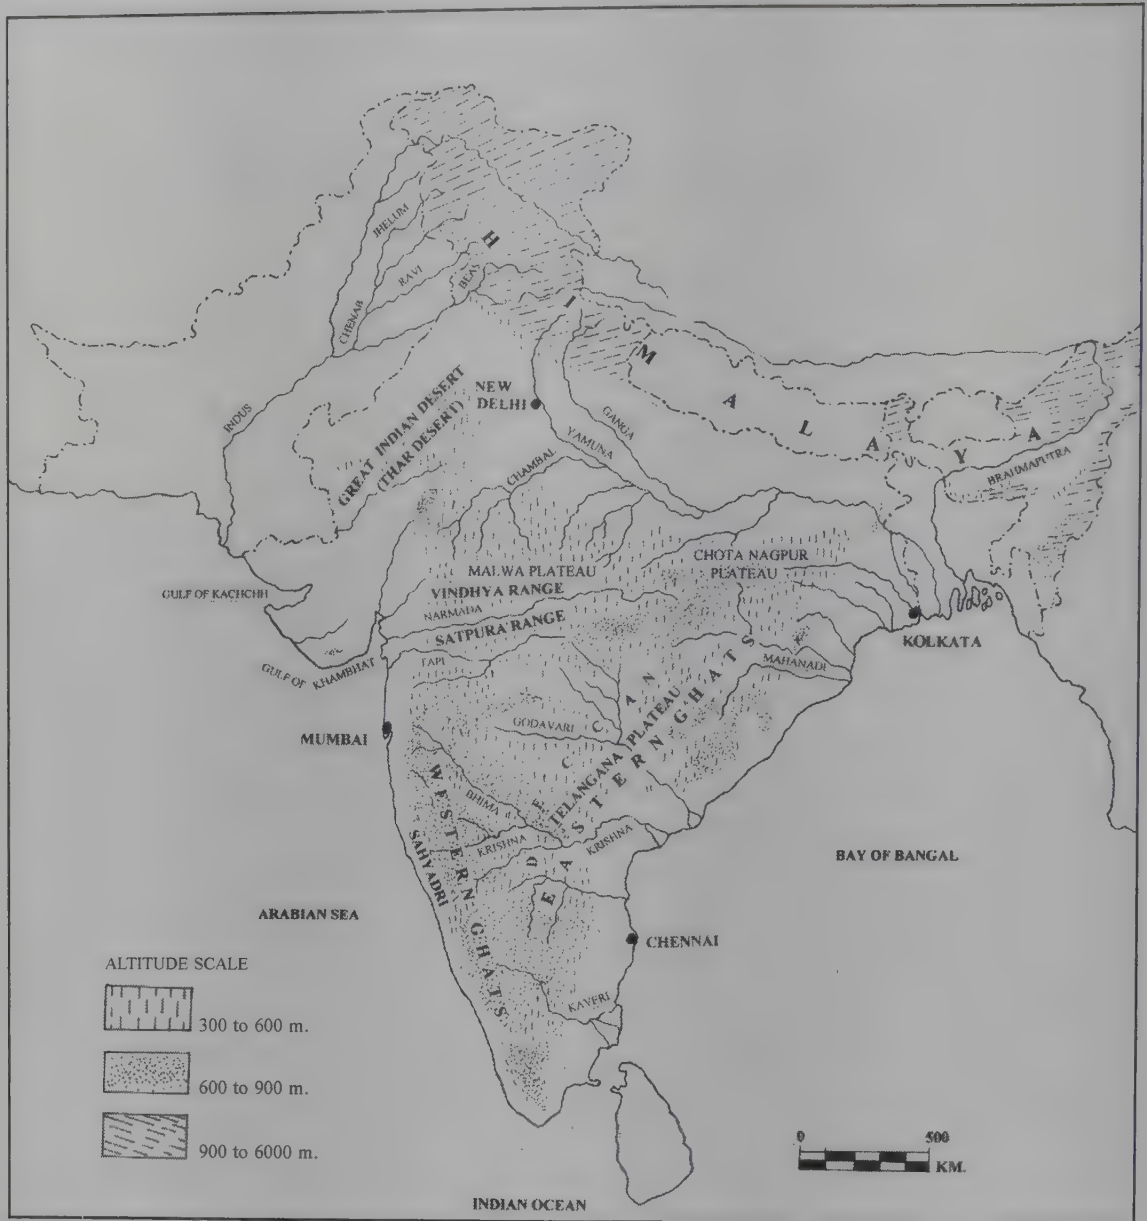 JHELUM
H
RAVI
BEAS
CHENAB
I
M
A
L
A
Y
A
NEW
DELHI
GANGA
YAMUNA
INDUS
GREAT INDIAN DESERT
(THAR DESERT)
CHAMBAL
BRAHMAPUTRA
MALWA PLATEAU
CHOTA NAGPUR
PLATEAU
GULF OF KACHCHH
VINDHYA RANGE
NARMADA
SATPURA RANGE
KOLKATA
GULF OF KHAMBHAT
TAPI
MAHANADI
MUMBAI
GODAVARI
DECCAN
TELANGANA PLATEAU
EASTERN GHATS
WESTERN GHATS
SAHYADRI
BHIMA
KRISHNA
KRISHNA
BAY OF BANGAL
ARABIAN SEA
CHENNAI
KAVERI
ALTITUDE SCALE
300 to 600 m.
600 to 900 m.
900 to 6000 m.
0 500
KM.
INDIAN OCEAN